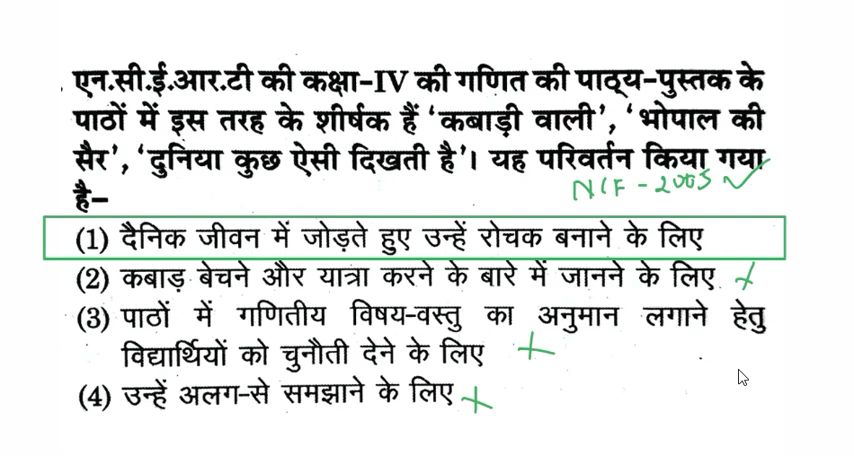 एन.सी.ई.आर.टी की कक्षा-IV की गणित की पाठ्य-पुस्तक के
पाठों में इस तरह के शीर्षक हैं ‘कबाड़ी वाली’, ‘भोपाल की
सैर’, ‘दुनिया कुछ ऐसी दिखती है’। यह परिवर्तन किया गया
है–
NCF - 2005 ✓
(1) दैनिक जीवन में जोड़ते हुए उन्हें रोचक बनाने के लिए
(2) कबाड़ बेचने और यात्रा करने के बारे में जानने के लिए
(3) पाठों में गणितीय विषय-वस्तु का अनुमान लगाने हेतु
विद्यार्थियों को चुनौती देने के लिए
(4) उन्हें अलग-से समझाने के लिए